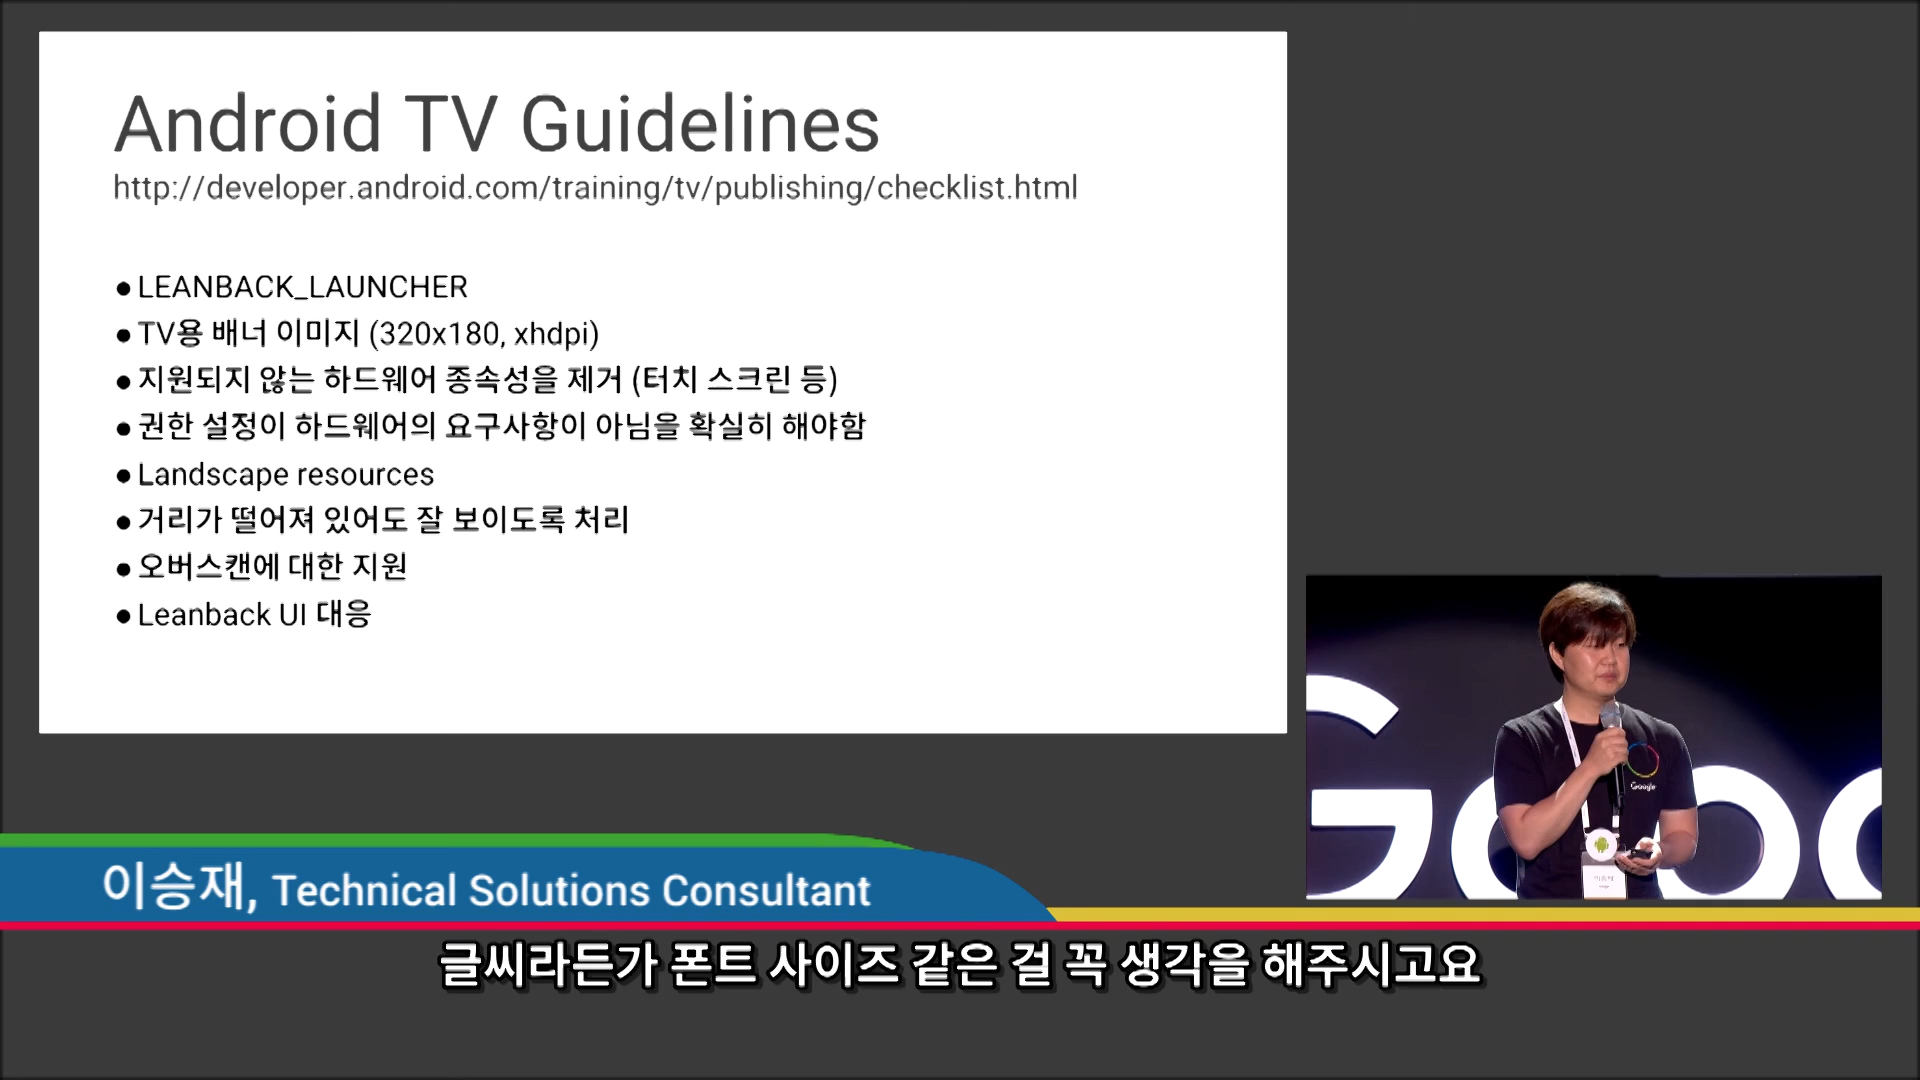 Android TV Guidelines
http://developer.android.com/training/tv/publishing/checklist.html
● LEANBACK_LAUNCHER
● TV용 배너 이미지 (320x180, xhdpi)
● 지원되지 않는 하드웨어 종속성을 제거 (터치 스크린 등)
● 권한 설정이 하드웨어의 요구사항이 아님을 확실히 해야함
● Landscape resources
● 거리가 떨어져 있어도 잘 보이도록 처리
● 오버스캔에 대한 지원
● Leanback UI 대응
Google
이승재, Technical Solutions Consultant
글씨라든가 폰트 사이즈 같은 걸 꼭 생각을 해주시고요